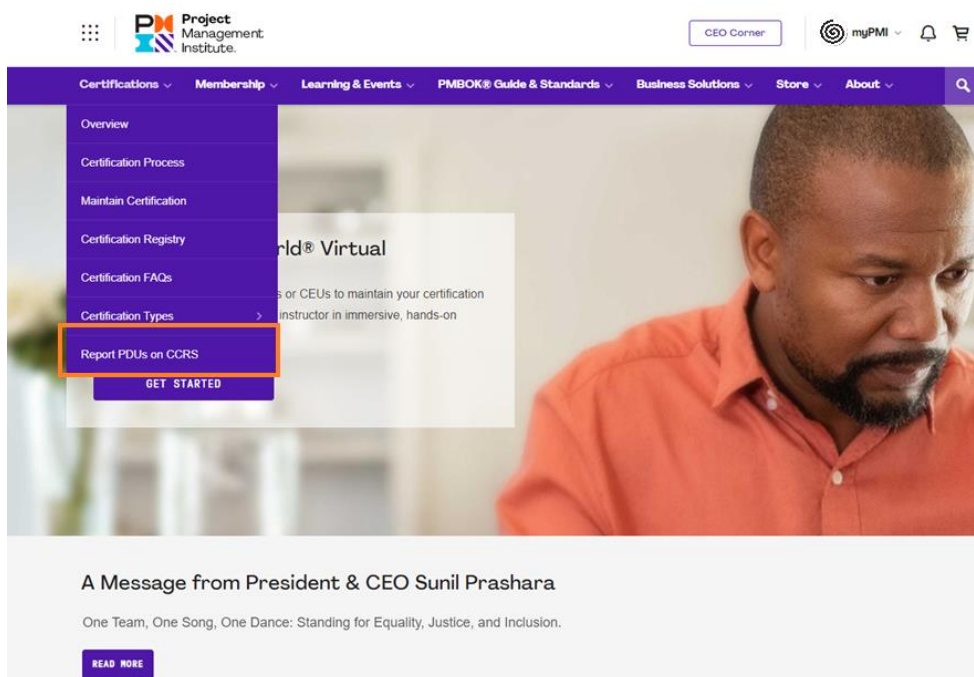 Project
Management
Institute.
CEO Corner
myPMI
Certifications
Membership
Learning & Events
PMBOK® Guide & Standards
Business Solutions
Store
About
Overview
Certification Process
Maintain Certification
Certification Registry
rld® Virtual
Certification FAQs
s or CEUs to maintain your certification
Certification Types
instructor in immersive, hands-on
Report PDUs on CCRS
GET STARTED
A Message from President & CEO Sunil Prashara
One Team, One Song, One Dance: Standing for Equality, Justice, and Inclusion.
READ MORE